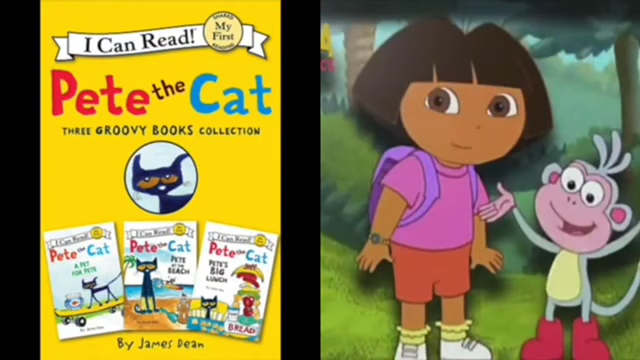 I Can Read!
SHARED
My First
READING
Pete the Cat
THREE GROOVY BOOKS COLLECTION
I Can Read!
Pete the Cat
A PET FOR PETE
I Can Read!
Pete the Cat
PETE AT THE BEACH
I Can Read!
Pete the Cat
PETE'S BIG LUNCH
BREAD
By James Dean